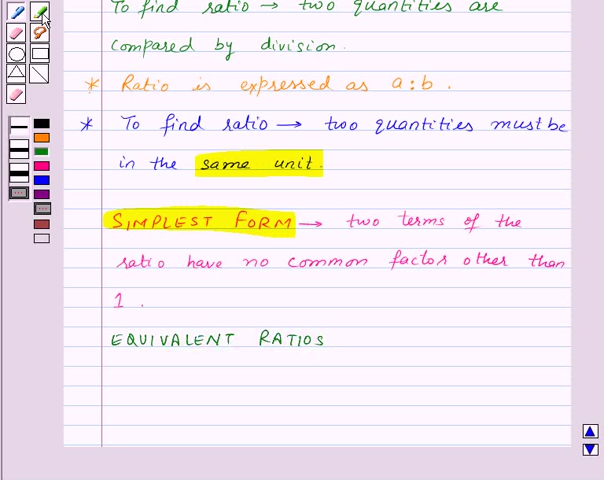 To find ratio → two quantities are
compared by division.
* Ratio is expressed as a:b.
* To find ratio → two quantities must be
in the same unit.
SIMPLEST FORM → two terms of the
ratio have no common factors other than
1.
EQUIVALENT RATIOS